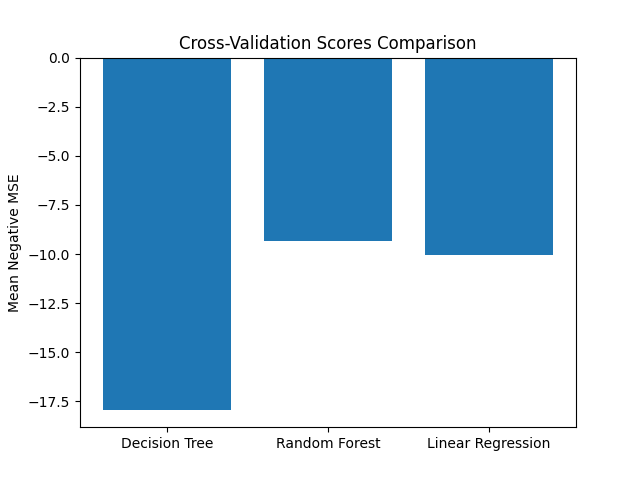 Cross-Validation Scores Comparison
Mean Negative MSE
0.0
−2.5
−5.0
−7.5
−10.0
−12.5
−15.0
−17.5
Decision Tree
Random Forest
Linear Regression